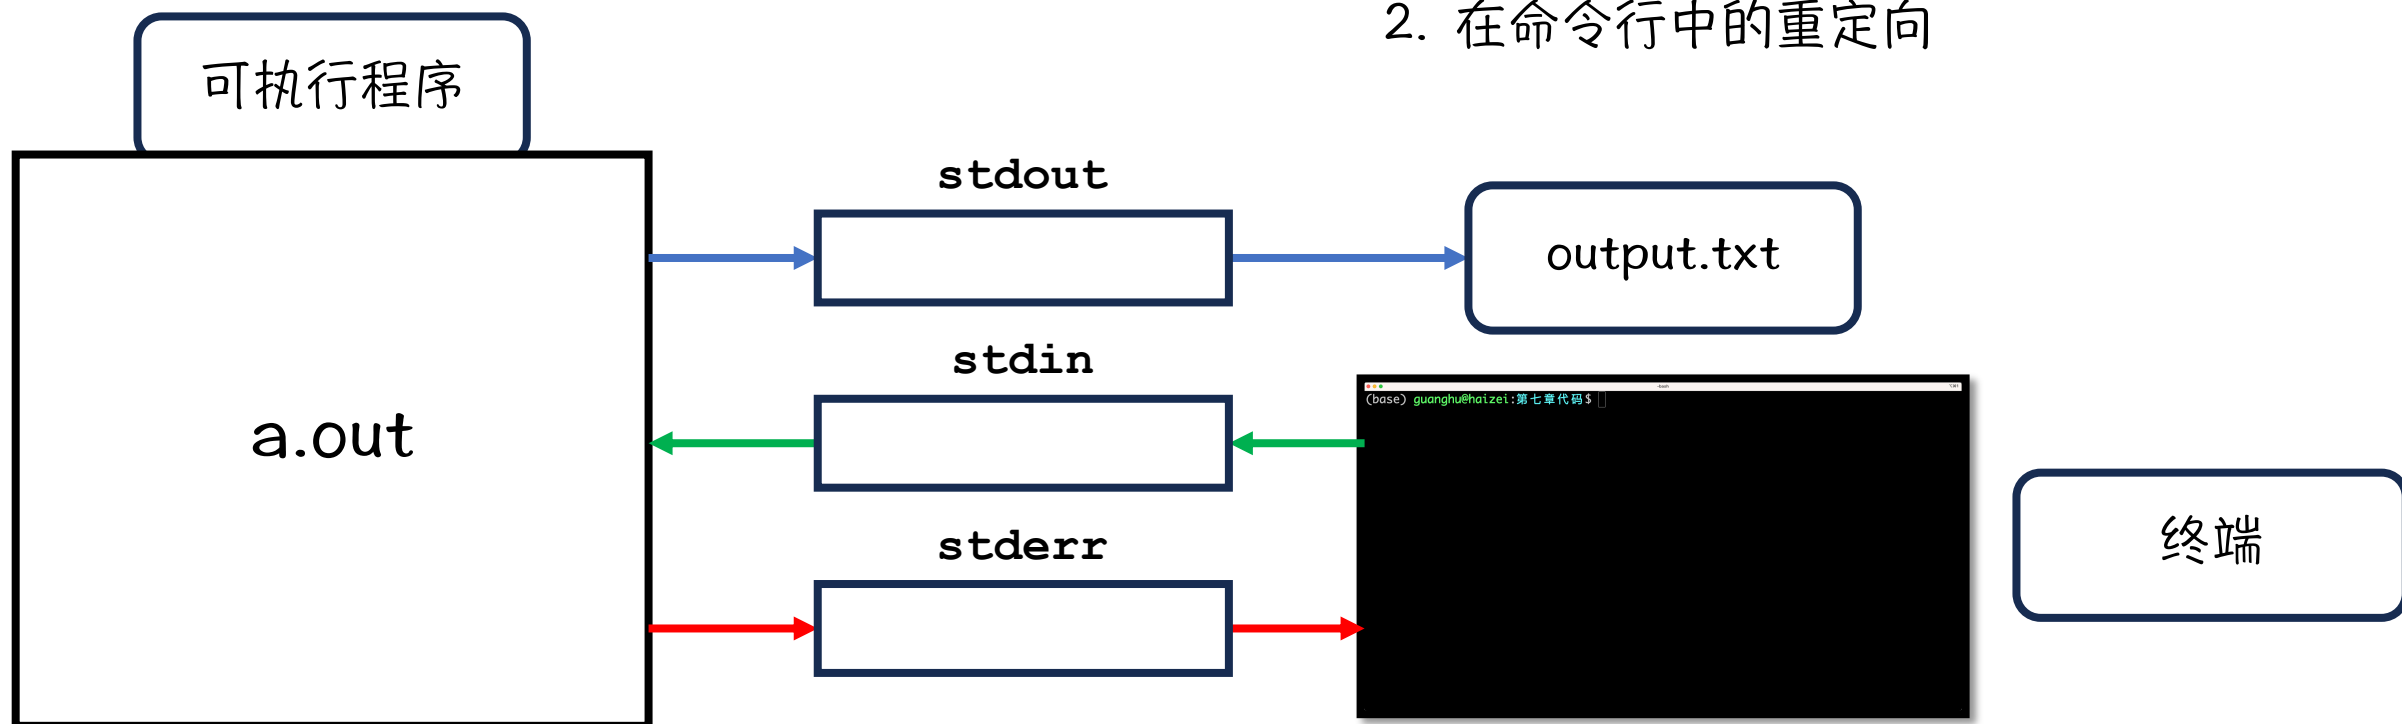 2. 在命令行中的重定向
可执行程序
stdout
output.txt
stdin
(base) guanghu@haizei:第七章代码$
a.out
stderr
终端